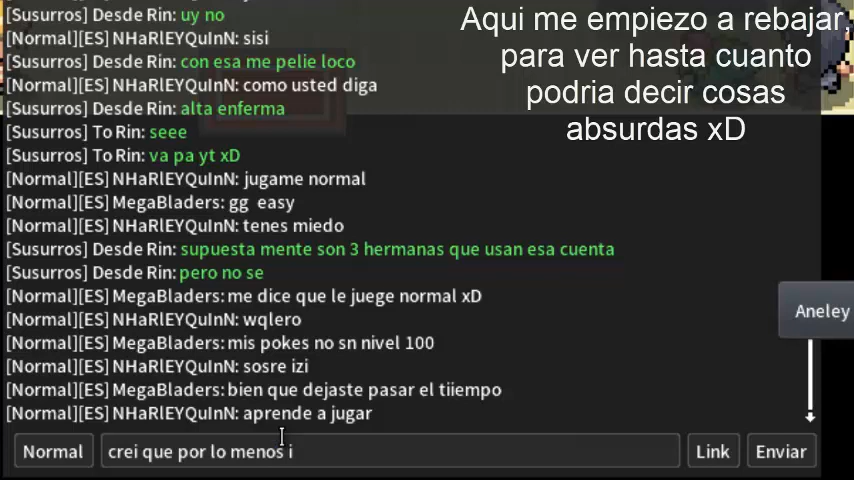 [Susurros] Desde Rin: uy no
[Normal][ES] NHaRlEYQuInN: sisi
[Susurros] Desde Rin: con esa me pelie loco
[Normal][ES] NHaRlEYQuInN: como usted diga
[Susurros] Desde Rin: alta enferma
[Susurros] To Rin: seee
[Susurros] To Rin: va pa yt xD
[Normal][ES] NHaRlEYQuInN: jugame normal
[Normal][ES] MegaBladers: gg easy
[Normal][ES] NHaRlEYQuInN: tenes miedo
[Susurros] Desde Rin: supuesta mente son 3 hermanas que usan esa cuenta
[Susurros] Desde Rin: pero no se
[Normal][ES] MegaBladers: me dice que le juege normal xD
[Normal][ES] NHaRlEYQuInN: wqlero
[Normal][ES] MegaBladers: mis pokes no sn nivel 100
[Normal][ES] NHaRlEYQuInN: sosre izi
[Normal][ES] MegaBladers: bien que dejaste pasar el tiiempo
[Normal][ES] NHaRlEYQuInN: aprende a jugar
Normal
crei que por lo menos i
Link
Enviar
Aqui me empiezo a rebajar,
para ver hasta cuanto
podria decir cosas
absurdas xD
Aneley